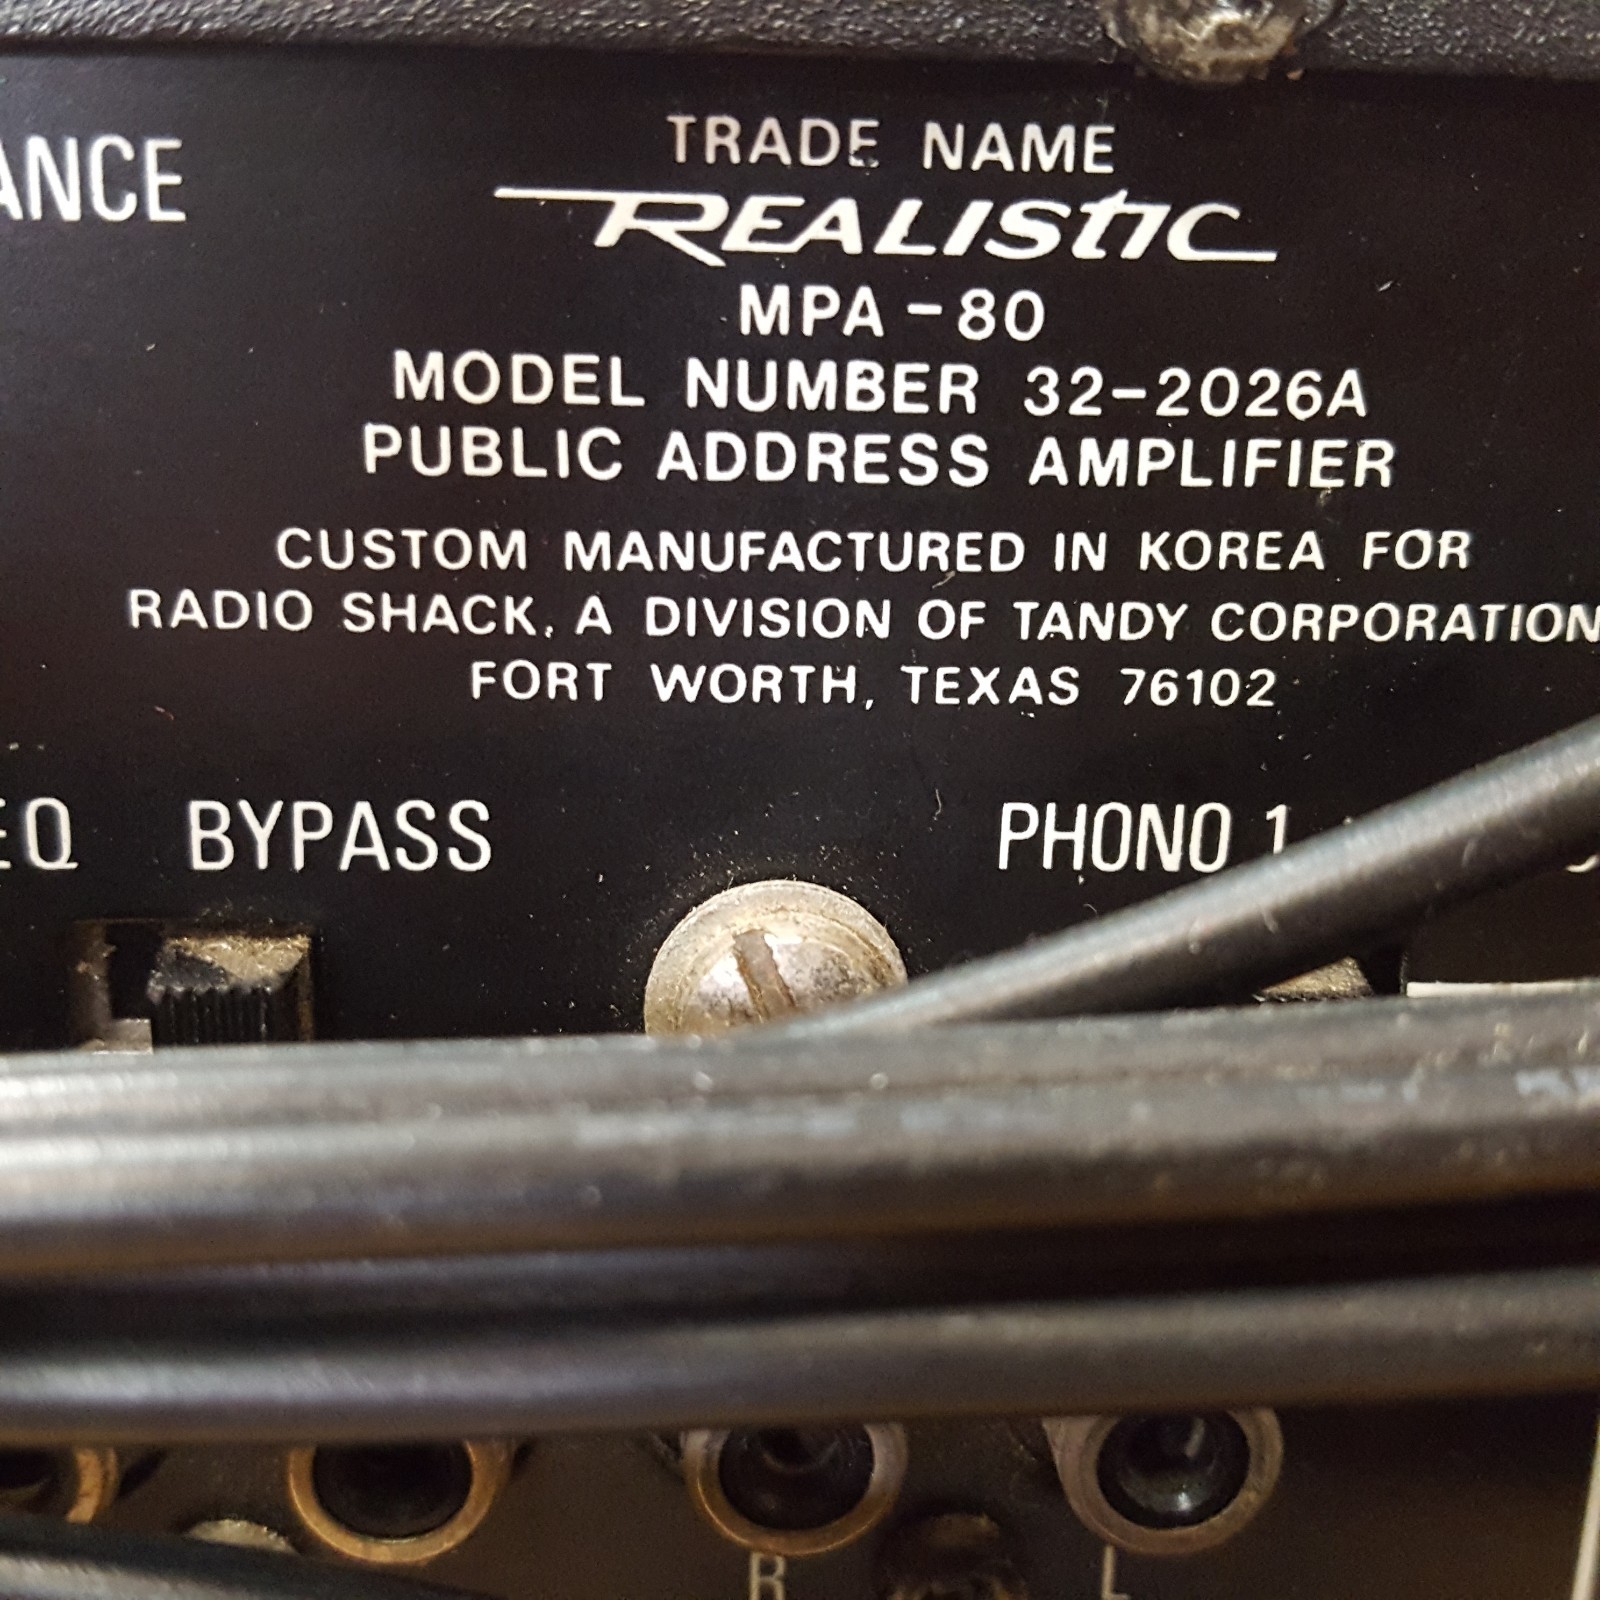 TRADE NAME
ANCE
REALISTIC
MPA-80
MODEL NUMBER 32-2026A
PUBLIC ADDRESS AMPLIFIER
CUSTOM MANUFACTURED IN KOREA FOR
RADIO SHACK, A DIVISION OF TANDY CORPORATION
FORT WORTH, TEXAS 76102
EQ BYPASS PHONO 1
R L